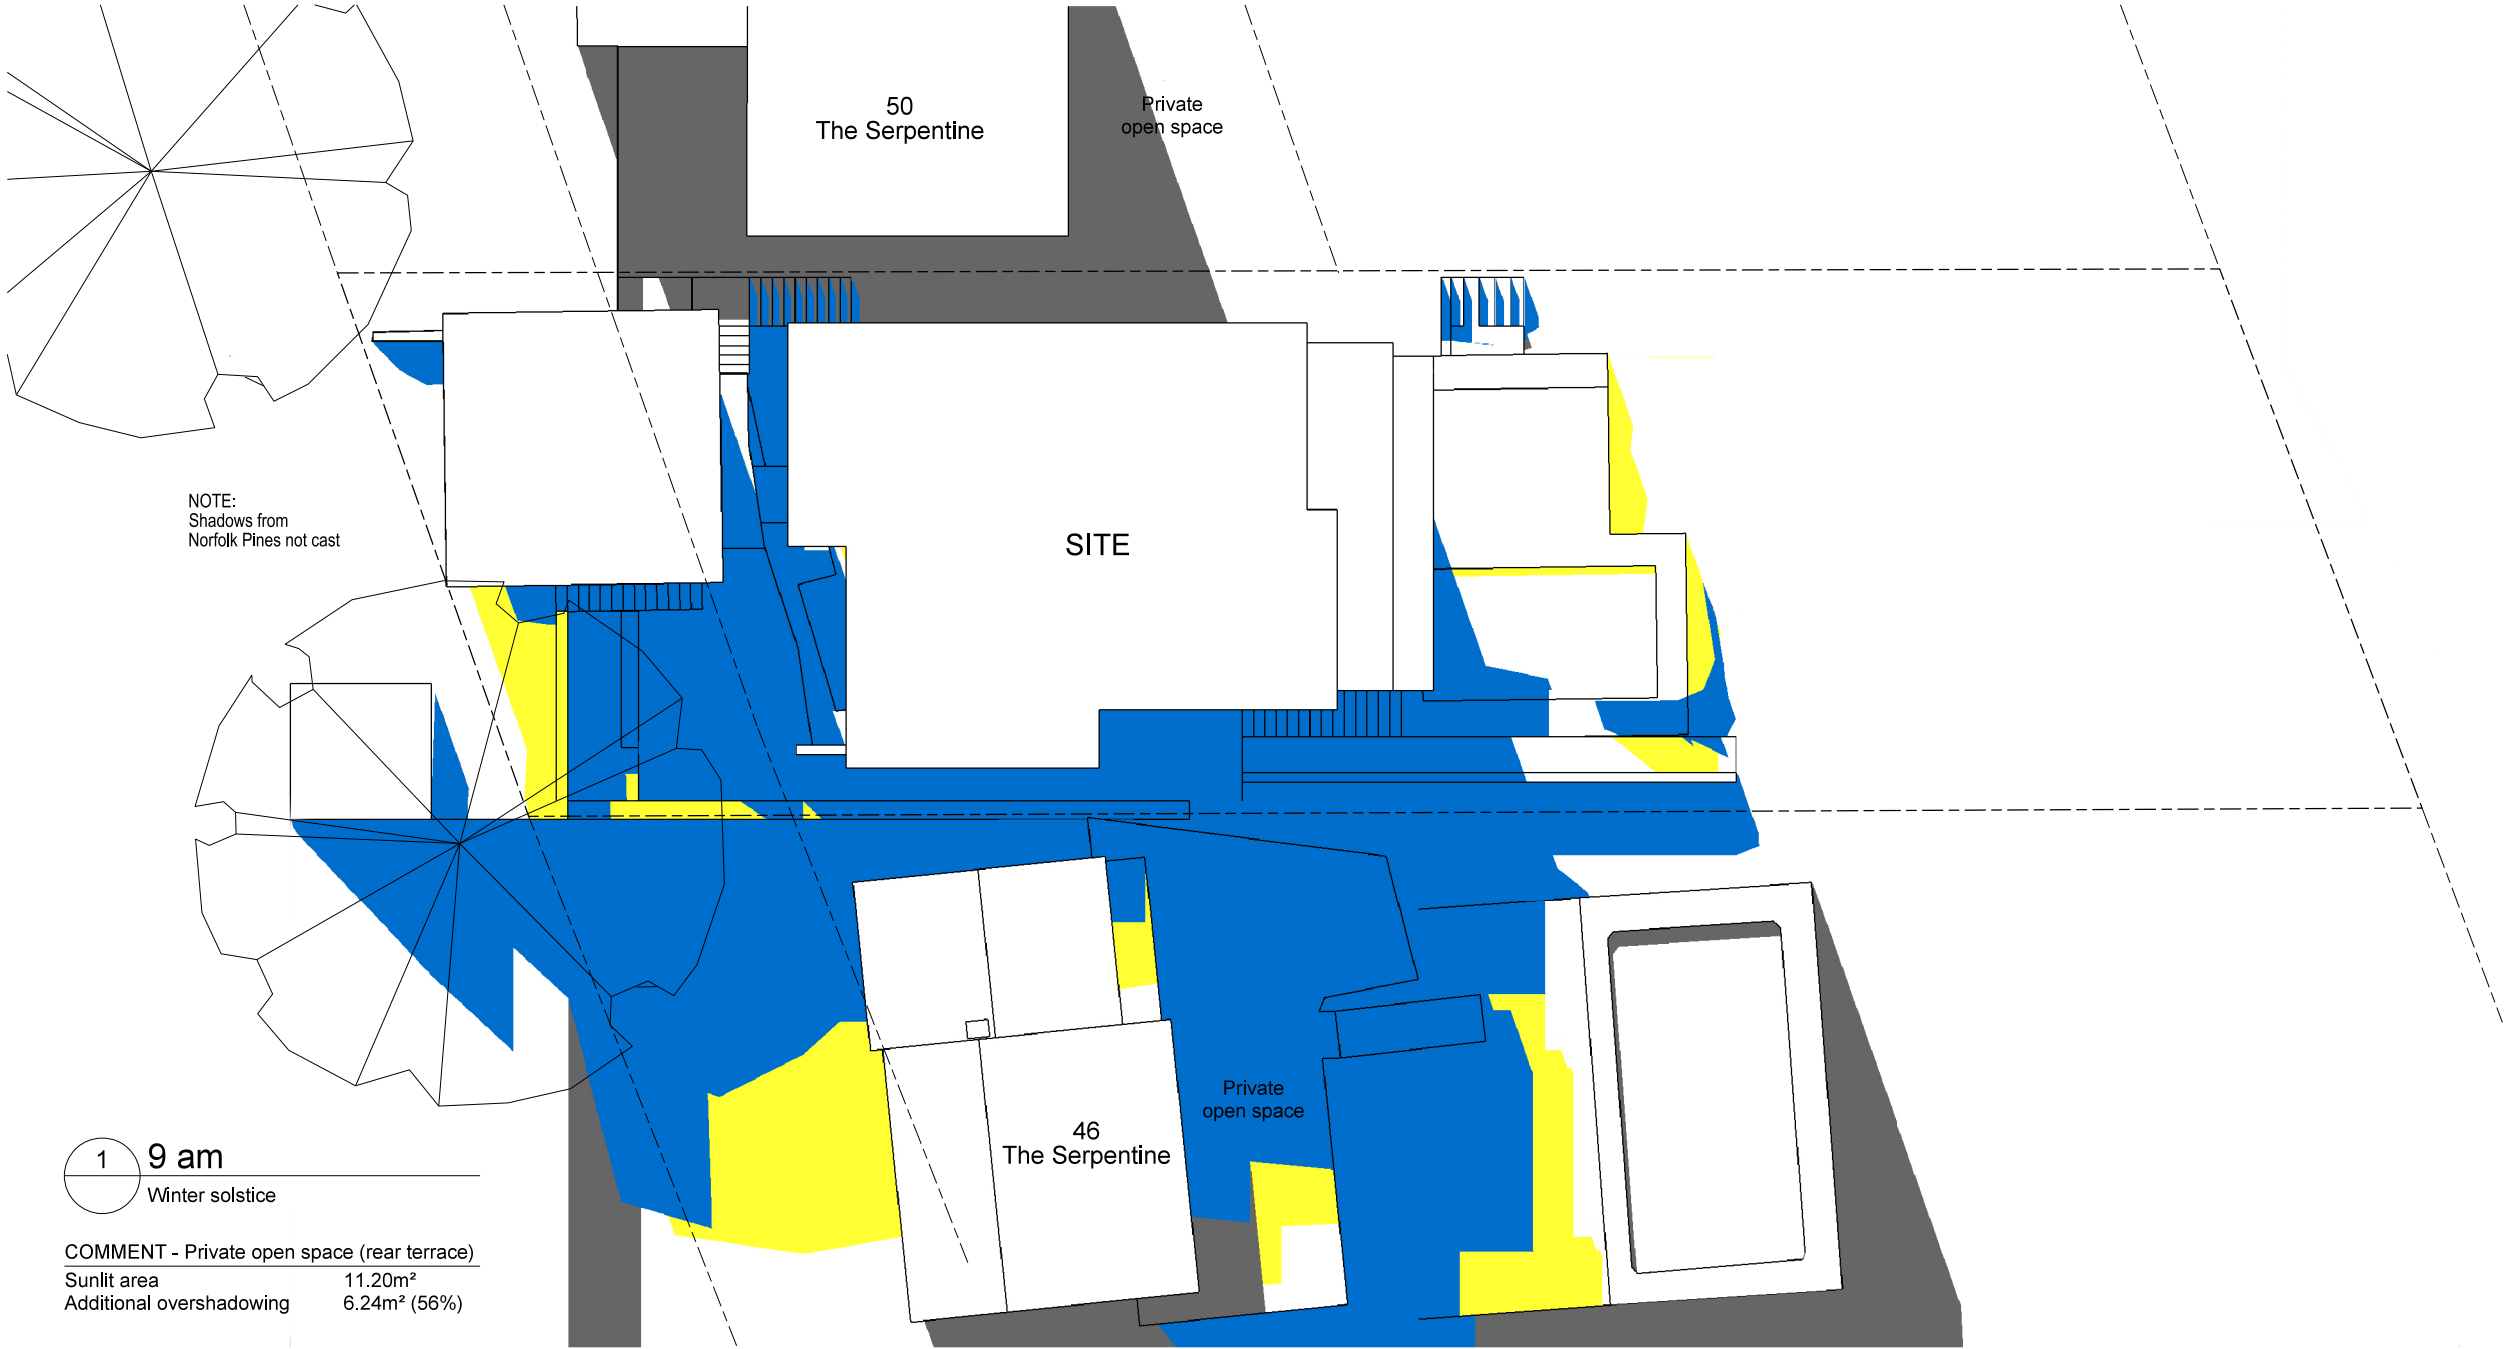 50
The Serpentine
Private
open space
NOTE:
Shadows from
Norfolk Pines not cast
SITE
Private
open space
46
The Serpentine
1
9 am
Winter solstice
COMMENT - Private open space (rear terrace)
Sunlit area 11.20m²
Additional overshadowing 6.24m² (56%)